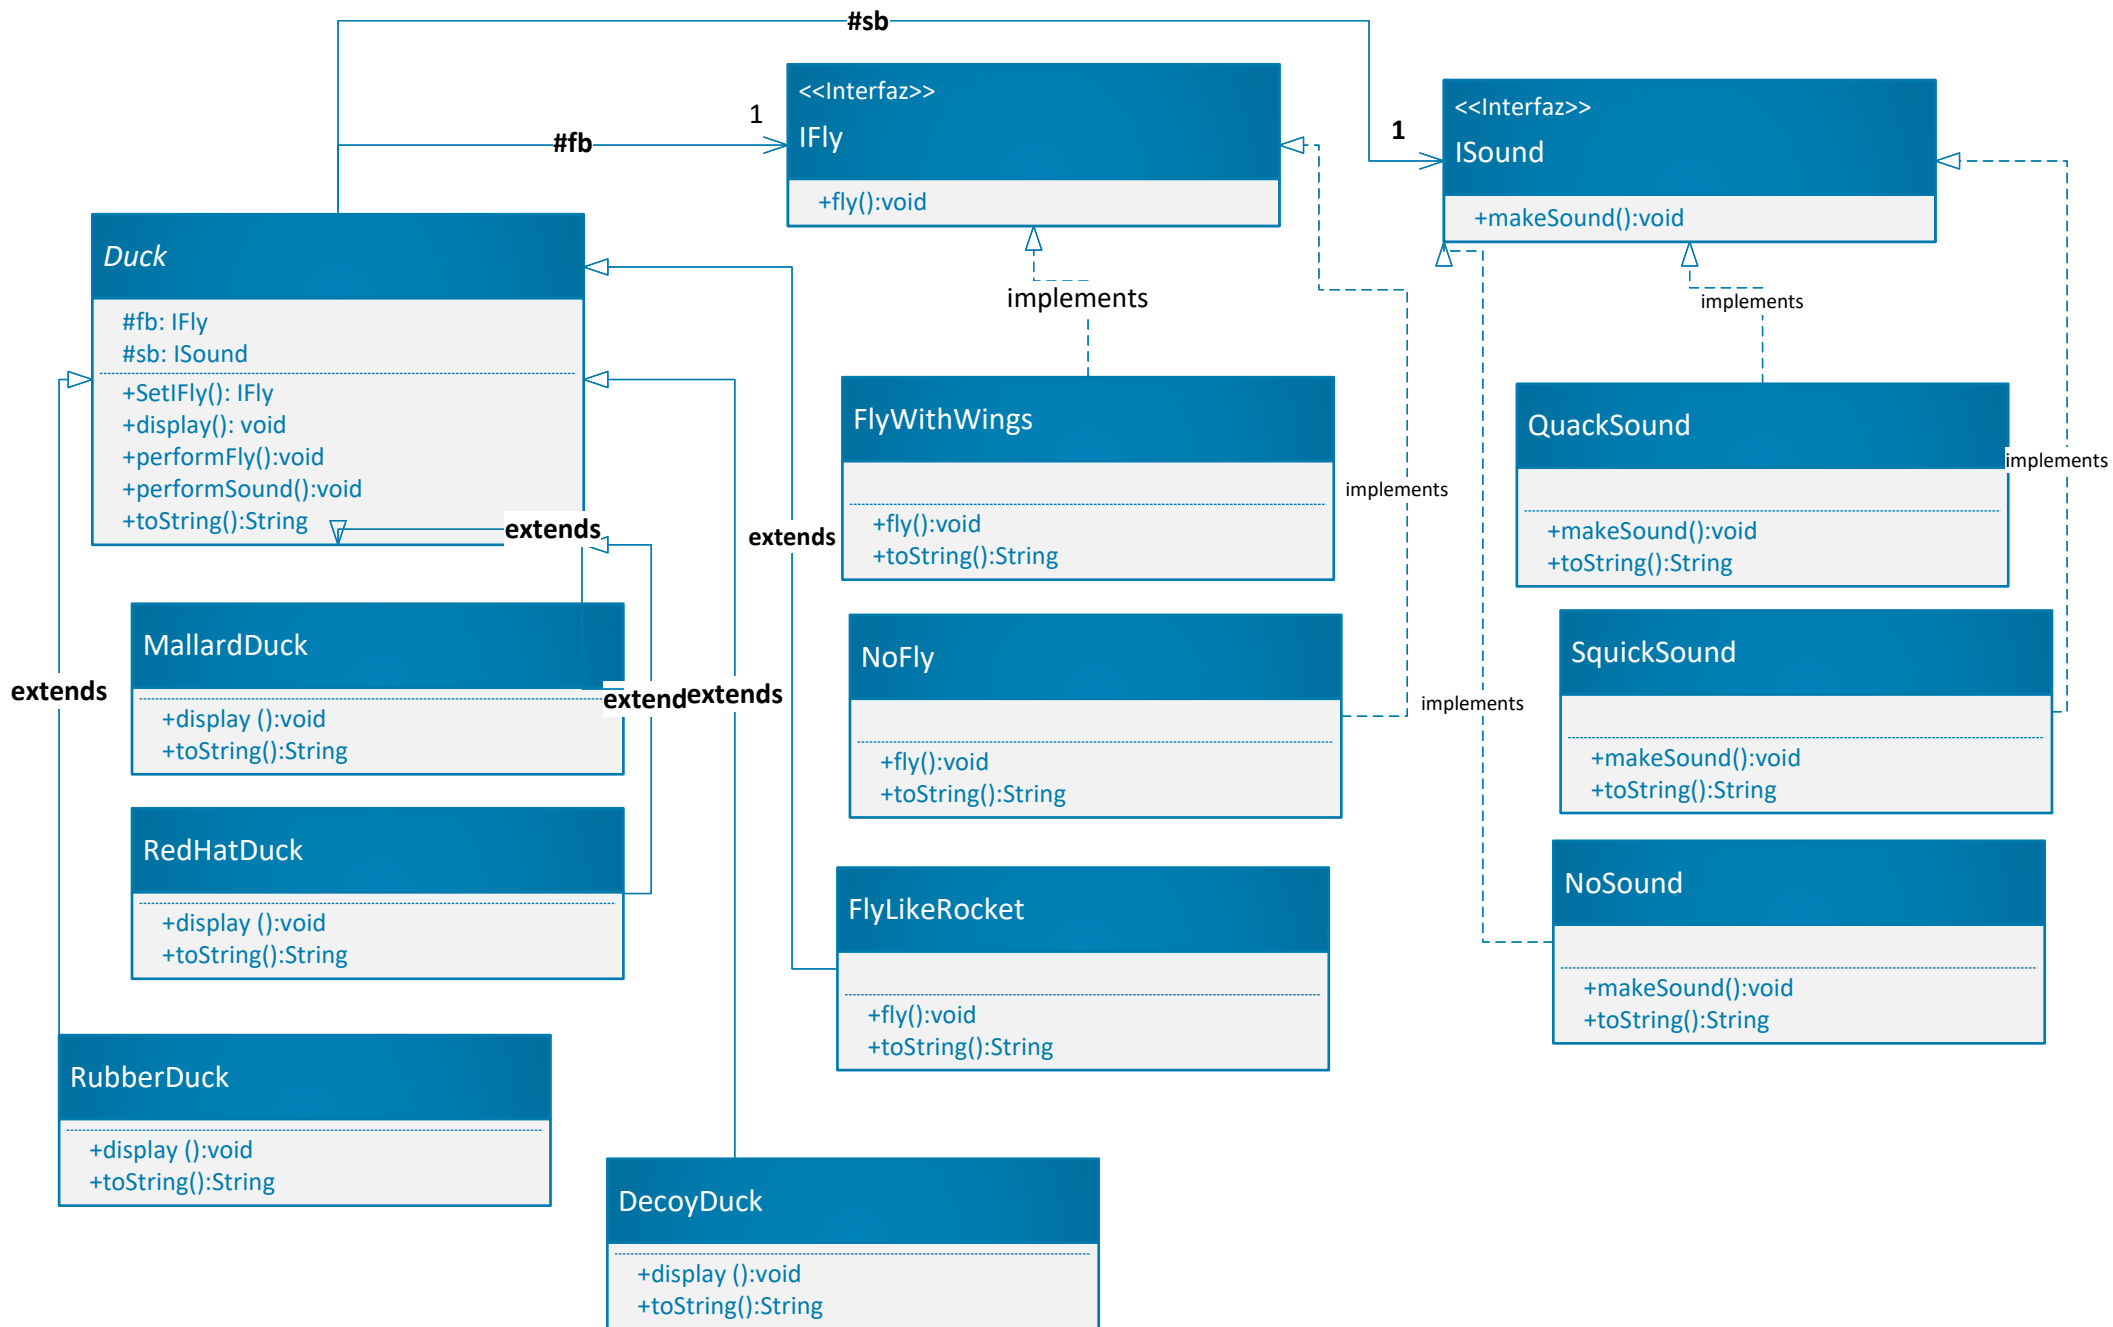 #sb
#fb
1
<<Interfaz>>
IFly
+fly():void
1
<<Interfaz>>
ISound
+makeSound():void
Duck
#fb: IFly
#sb: ISound
+SetIFly(): IFly
+display(): void
+performFly():void
+performSound():void
+toString():String
extends
extends
extends
extend
extends
implements
implements
implements
implements
implements
FlyWithWings
+fly():void
+toString():String
QuackSound
+makeSound():void
+toString():String
MallardDuck
+display ():void
+toString():String
NoFly
+fly():void
+toString():String
SquickSound
+makeSound():void
+toString():String
RedHatDuck
+display ():void
+toString():String
FlyLikeRocket
+fly():void
+toString():String
NoSound
+makeSound():void
+toString():String
RubberDuck
+display ():void
+toString():String
DecoyDuck
+display ():void
+toString():String